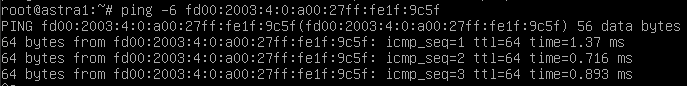 root@astra1:~# ping -6 fd00:2003:4:0:a00:27ff:fe1f:9c5f
PING fd00:2003:4:0:a00:27ff:fe1f:9c5f(fd00:2003:4:0:a00:27ff:fe1f:9c5f) 56 data bytes
64 bytes from fd00:2003:4:0:a00:27ff:fe1f:9c5f: icmp_seq=1 ttl=64 time=1.37 ms
64 bytes from fd00:2003:4:0:a00:27ff:fe1f:9c5f: icmp_seq=2 ttl=64 time=0.716 ms
64 bytes from fd00:2003:4:0:a00:27ff:fe1f:9c5f: icmp_seq=3 ttl=64 time=0.893 ms